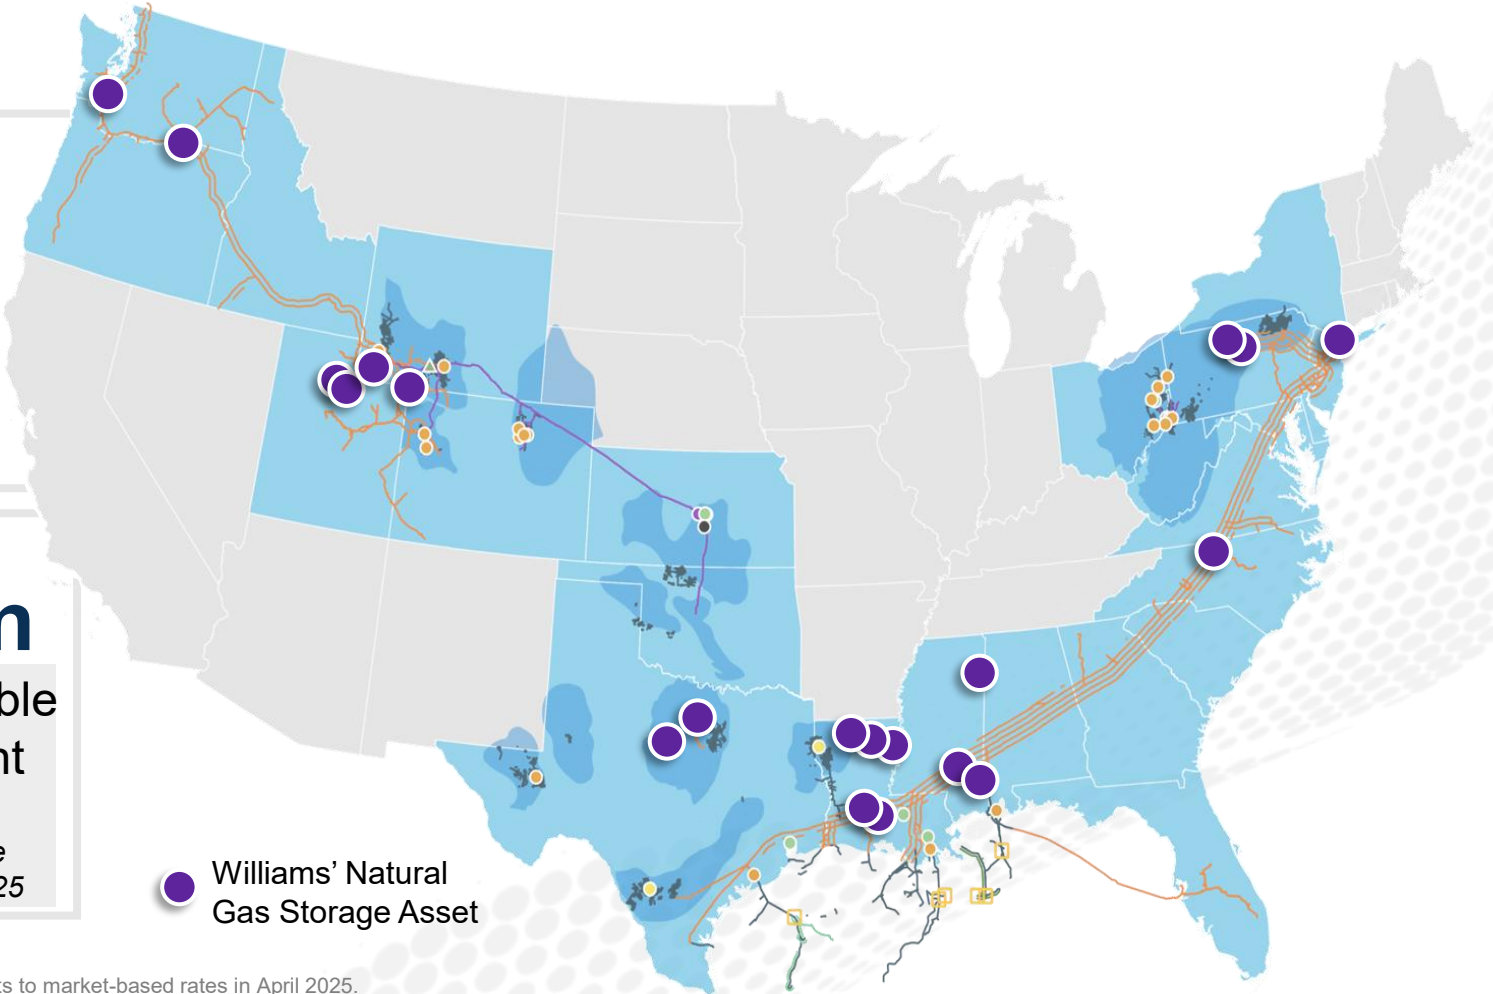 n
ble
nt
e
25
Williams’ Natural
Gas Storage Asset
ts to market-based rates in April 2025.